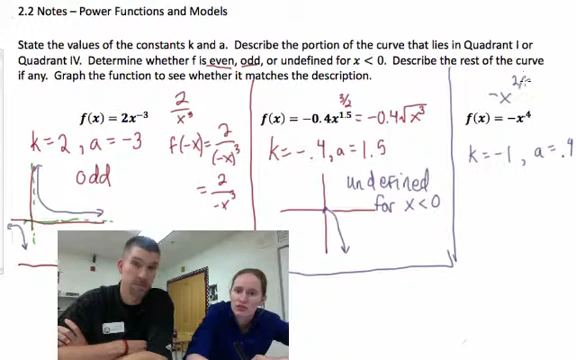 2.2 Notes – Power Functions and Models
State the values of the constants k and a. Describe the portion of the curve that lies in Quadrant I or
Quadrant IV. Determine whether f is even, odd, or undefined for x < 0. Describe the rest of the curve
if any. Graph the function to see whether it matches the description.
f(x) = 2x⁻³
2/x³
k=2, a=-3
f(-x)= 2/(-x)³
= 2/-x³
odd
3/2
f(x) = −0.4x^1.5 = -0.4√x³
k=-.4, a=1.5
undefined
for x<0
-x
f(x) = −x^.4
k=-1, a=.4